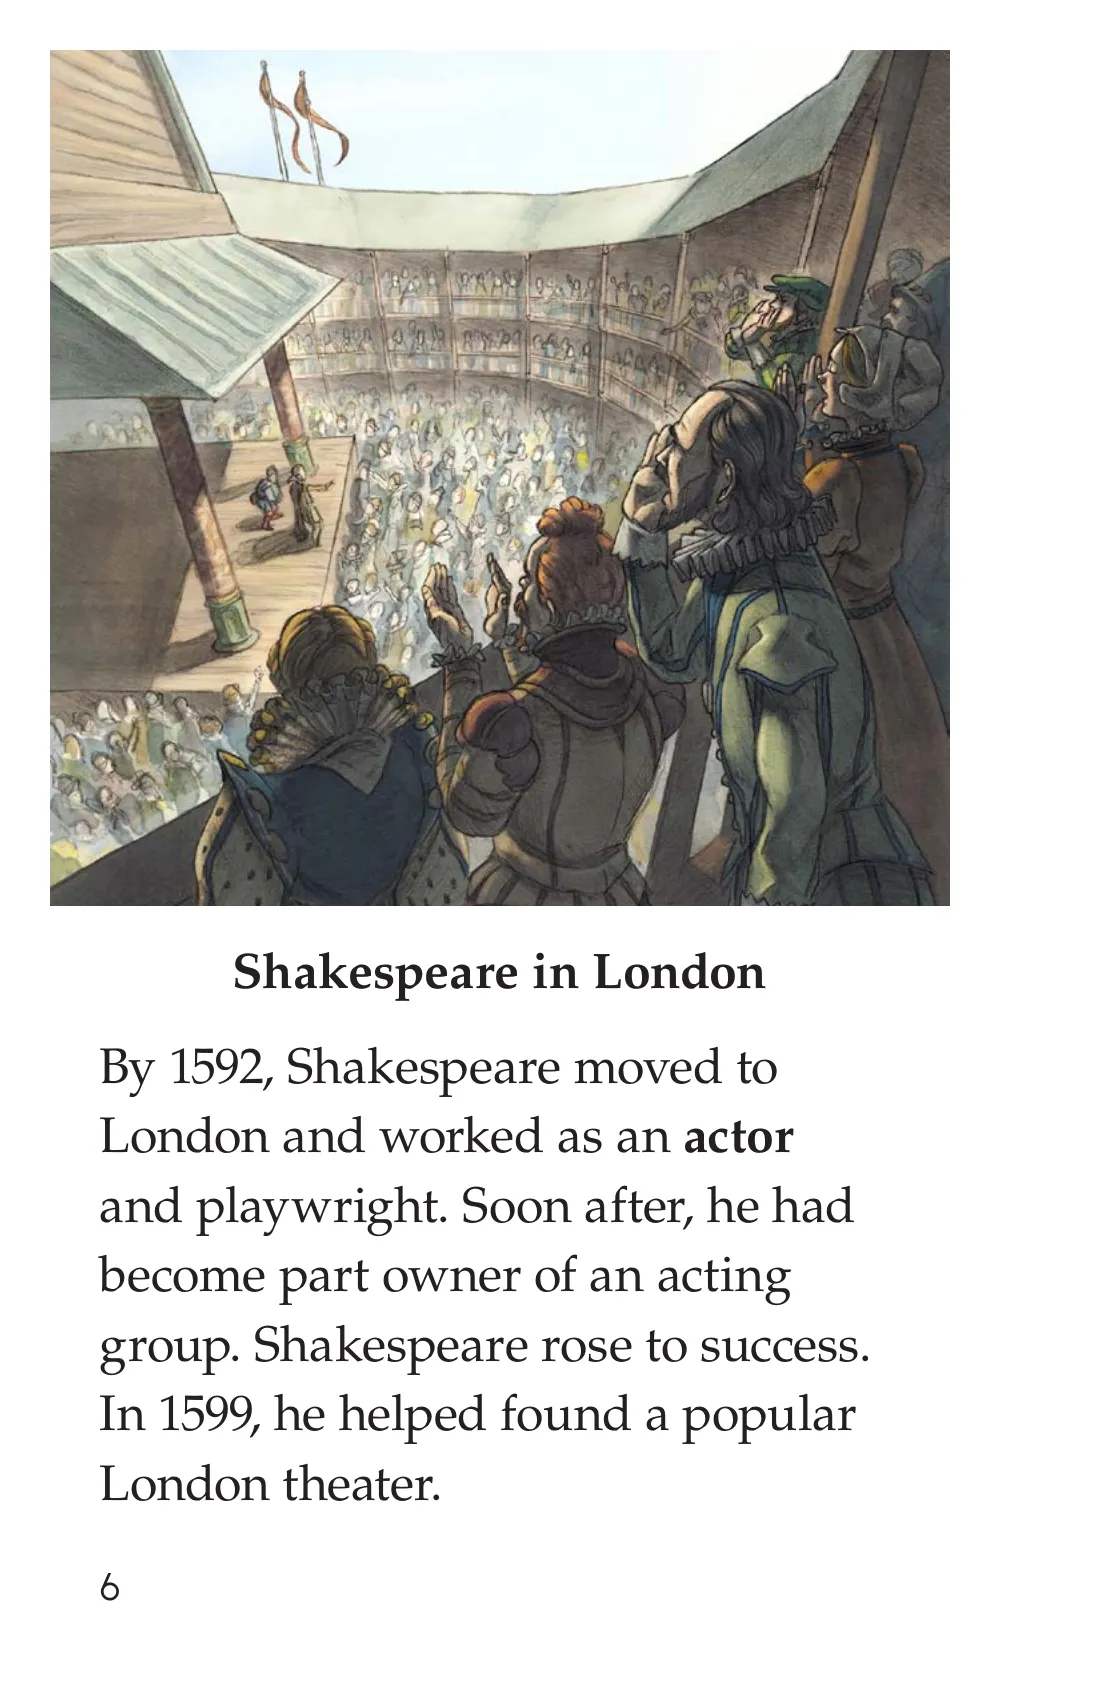 Shakespeare in London
By 1592, Shakespeare moved to
London and worked as an actor
and playwright. Soon after, he had
become part owner of an acting
group. Shakespeare rose to success.
In 1599, he helped found a popular
London theater.
6